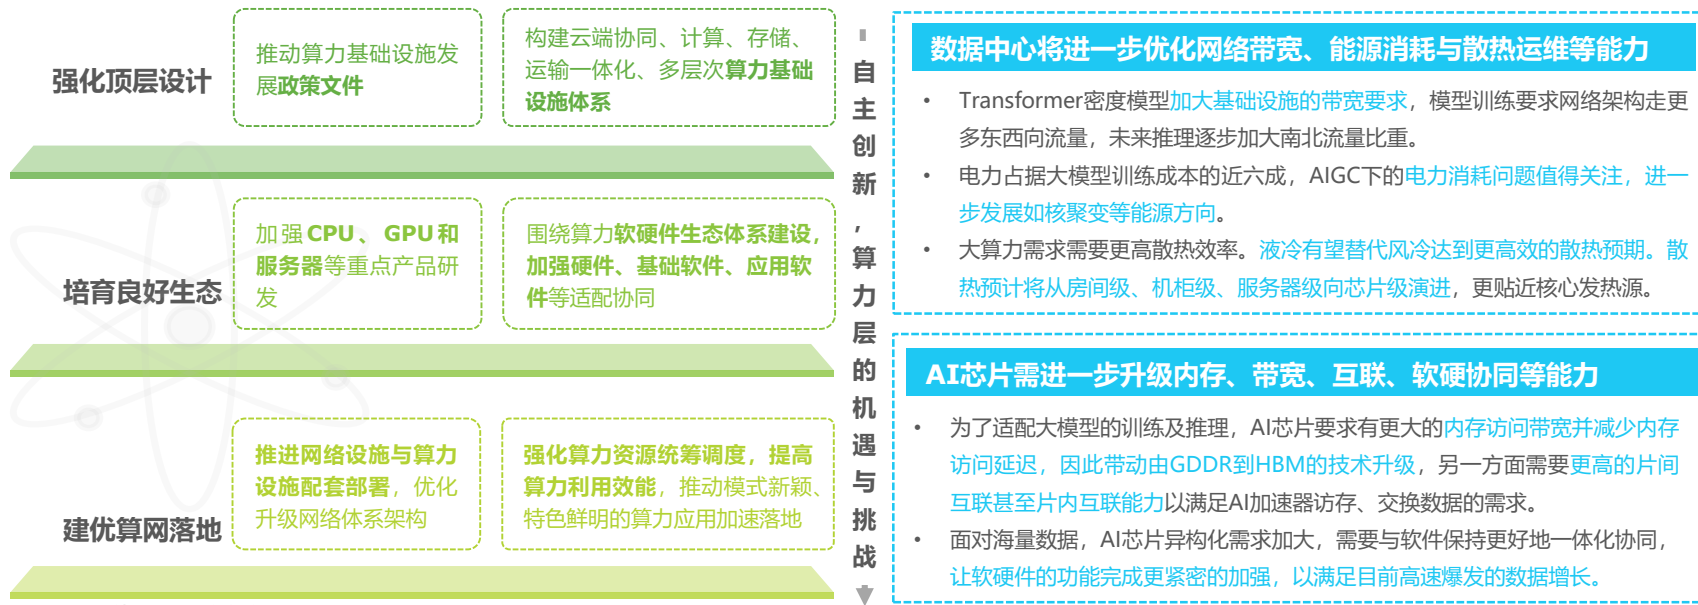 强化顶层设计
推动算力基础设施发
展政策文件
构建云端协同、计算、存储、
运输一体化、多层次算力基础
设施体系
培育良好生态
加强CPU、GPU和
服务器等重点产品研
发
围绕算力软硬件生态体系建设，
加强硬件、基础软件、应用软
件等适配协同
建优算网落地
推进网络设施与算力
设施配套部署，优化
升级网络体系架构
强化算力资源统筹调度，提高
算力利用效能，推动模式新颖、
特色鲜明的算力应用加速落地
自主创新，算力层的机遇与挑战
数据中心将进一步优化网络带宽、能源消耗与散热运维等能力
• Transformer密度模型加大基础设施的带宽要求，模型训练要求网络架构走更
多东西向流量，未来推理逐步加大南北流量比重。
• 电力占据大模型训练成本的近六成，AIGC下的电力消耗问题值得关注，进一
步发展如核聚变等能源方向。
• 大算力需求需要更高散热效率。液冷有望替代风冷达到更高效的散热预期。散
热预计将从房间级、机柜级、服务器级向芯片级演进，更贴近核心发热源。
AI芯片需进一步升级内存、带宽、互联、软硬协同等能力
• 为了适配大模型的训练及推理，AI芯片要求有更大的内存访问带宽并减少内存
访问延迟，因此带动由GDDR到HBM的技术升级，另一方面需要更高的片间
互联甚至片内互联能力以满足AI加速器访存、交换数据的需求。
• 面对海量数据，AI芯片异构化需求加大，需要与软件保持更好地一体化协同，
让软硬件的功能完成更紧密的加强，以满足目前高速爆发的数据增长。